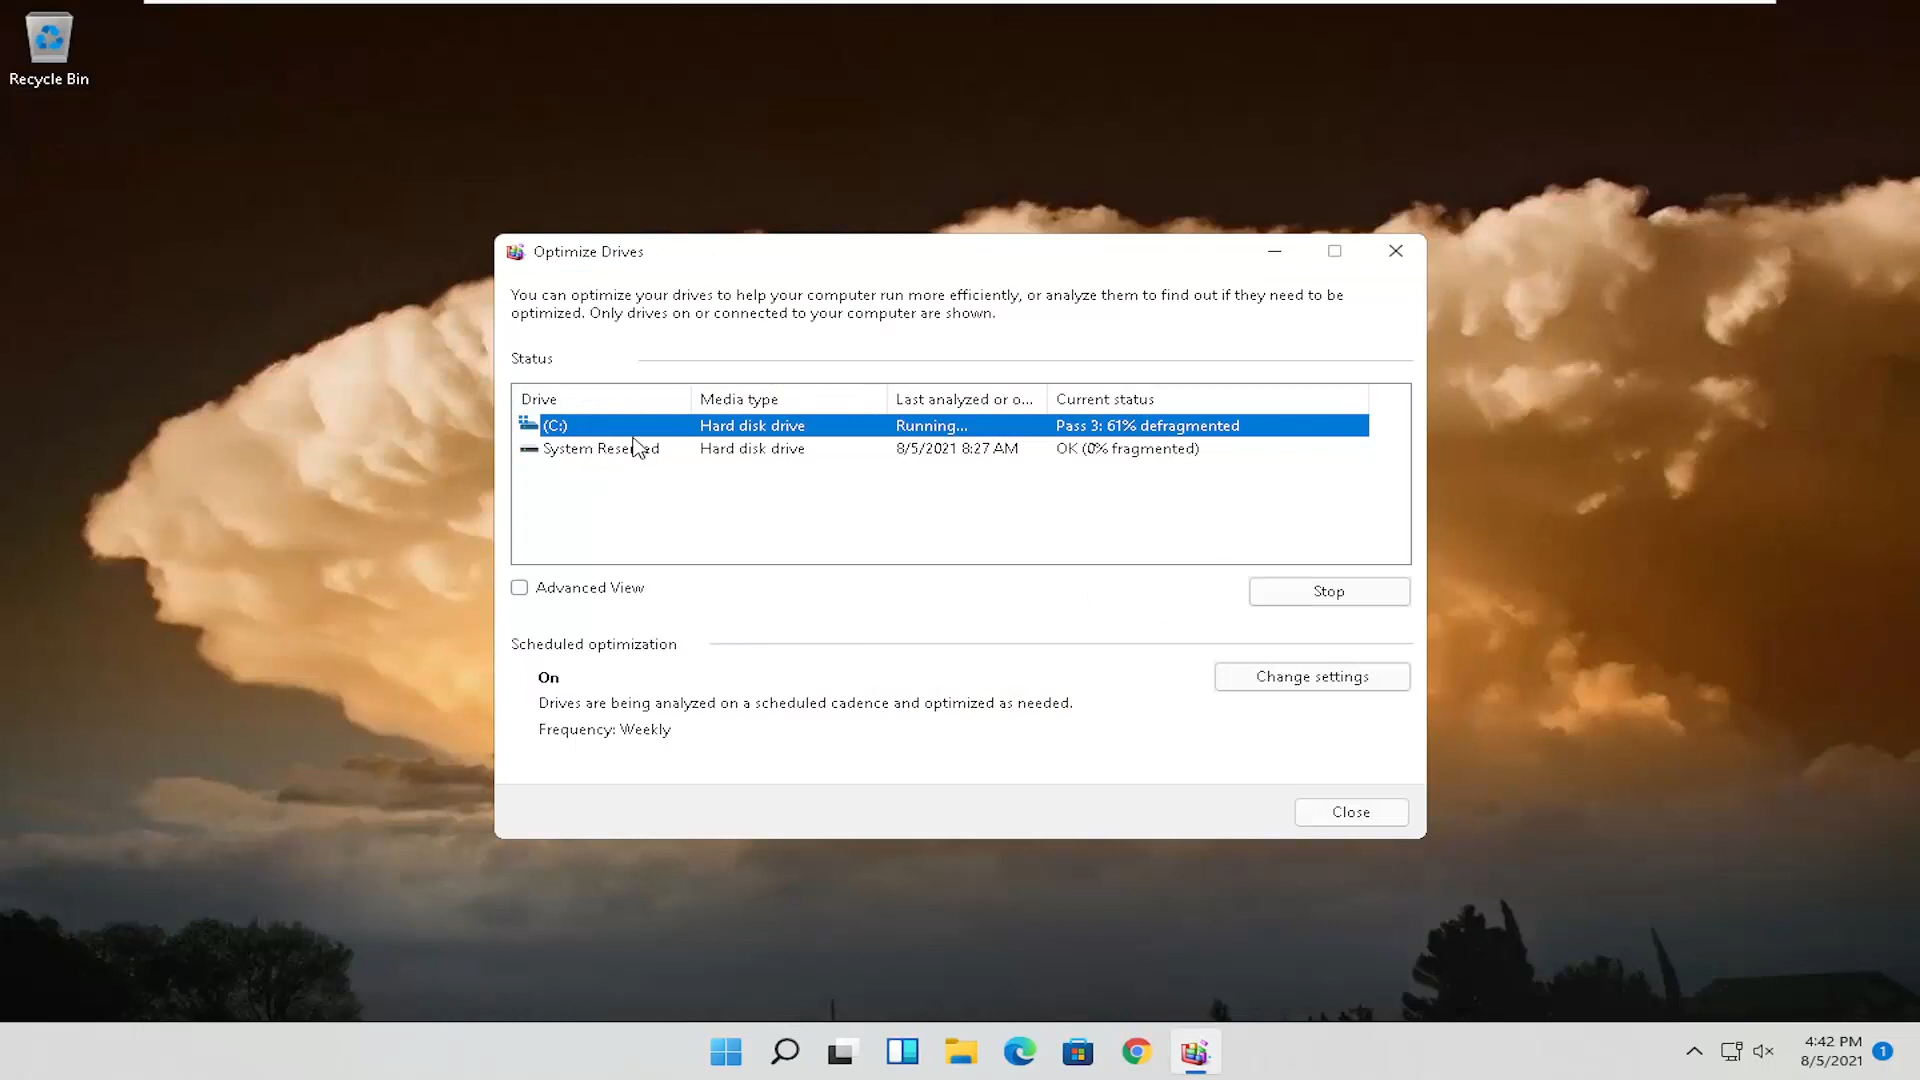 Recycle Bin
Optimize Drives
You can optimize your drives to help your computer run more efficiently, or analyze them to find out if they need to be
optimized. Only drives on or connected to your computer are shown.
Status
Drive Media type Last analyzed or o... Current status
(C:) Hard disk drive Running... Pass 3: 61% defragmented
System Reserved Hard disk drive 8/5/2021 8:27 AM OK (0% fragmented)
Advanced View
Stop
Scheduled optimization
On
Change settings
Drives are being analyzed on a scheduled cadence and optimized as needed.
Frequency: Weekly
Close
4:42 PM
8/5/2021
1